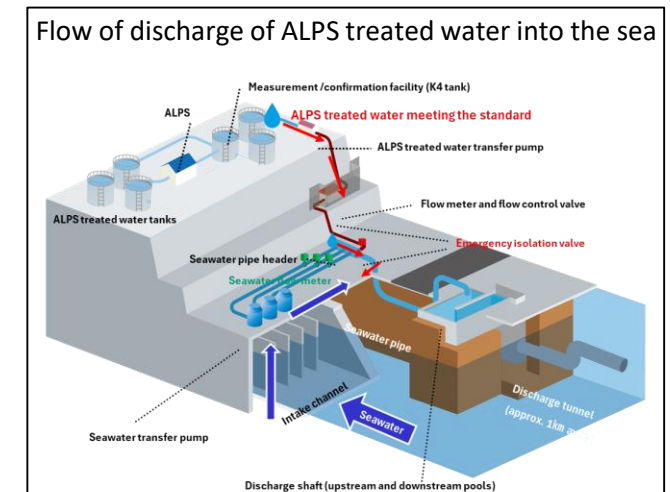 Flow of discharge of ALPS treated water into the sea
Measurement /confirmation facility (K4 tank)
ALPS
ALPS treated water meeting the standard
ALPS treated water transfer pump
ALPS treated water tanks
Flow meter and flow control valve
Emergency isolation valve
Seawater pipe header
Seawater flow meter
Seawater pipe
Intake channel
Seawater
Discharge tunnel
(approx. 1km
Seawater transfer pump
Discharge shaft (upstream and downstream pools)